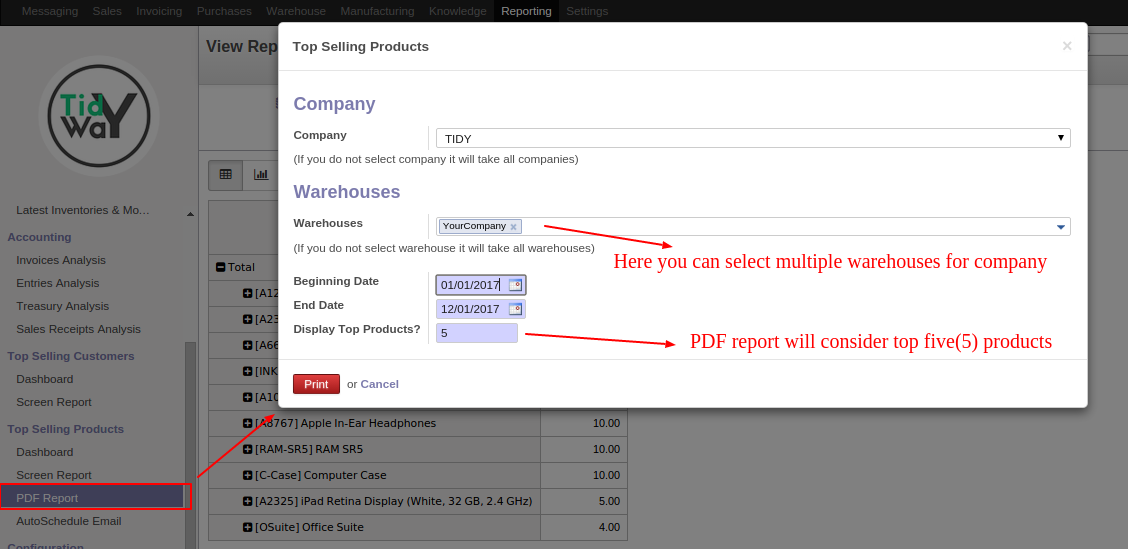 Messaging Sales Invoicing Purchases Warehouse Manufacturing Knowledge Reporting Settings
View Rep
Tid
Way
Latest Inventories & Mo...
Accounting
Invoices Analysis
Entries Analysis
Treasury Analysis
Sales Receipts Analysis
Top Selling Customers
Dashboard
Screen Report
Top Selling Products
Dashboard
Screen Report
PDF Report
AutoSchedule Email
Configuration
Top Selling Products ×
Company
Company TIDY
(If you do not select company it will take all companies)
Warehouses
Warehouses YourCompany x
(If you do not select warehouse it will take all warehouses)
Here you can select multiple warehouses for company
Beginning Date 01/01/2017
End Date 12/01/2017
Display Top Products? 5
PDF report will consider top five(5) products
Print or Cancel
Total
[A12
[A23
[A66
[INK
[A10
[A8767] Apple In-Ear Headphones 10.00
[RAM-SR5] RAM SR5 10.00
[C-Case] Computer Case 10.00
[A2325] iPad Retina Display (White, 32 GB, 2.4 GHz) 5.00
[OSuite] Office Suite 4.00